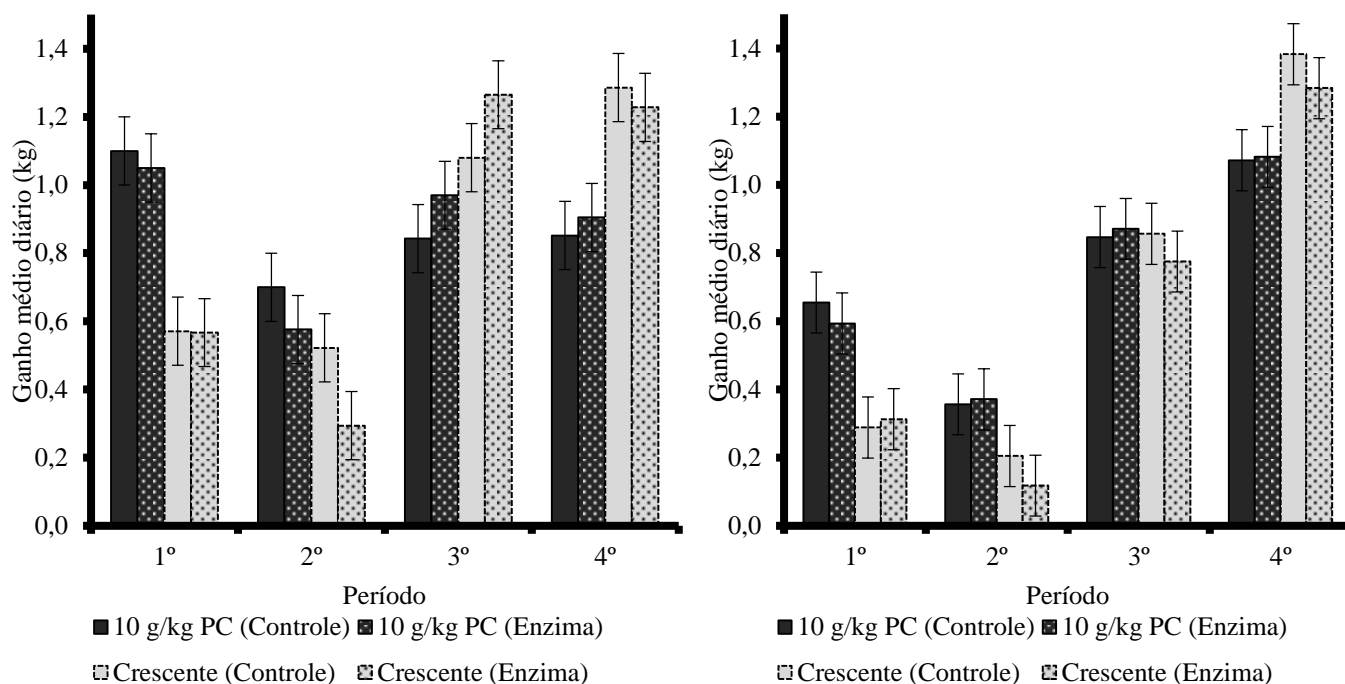 Ganho médio diário (kg)
1,4
1,2
1,0
0,8
0,6
0,4
0,2
0,0
1º 2º 3º 4º
Período
10 g/kg PC (Controle) 10 g/kg PC (Enzima)
Crescente (Controle) Crescente (Enzima)
Ganho médio diário (kg)
1,4
1,2
1,0
0,8
0,6
0,4
0,2
0,0
1º 2º 3º 4º
Período
10 g/kg PC (Controle) 10 g/kg PC (Enzima)
Crescente (Controle) Crescente (Enzima)